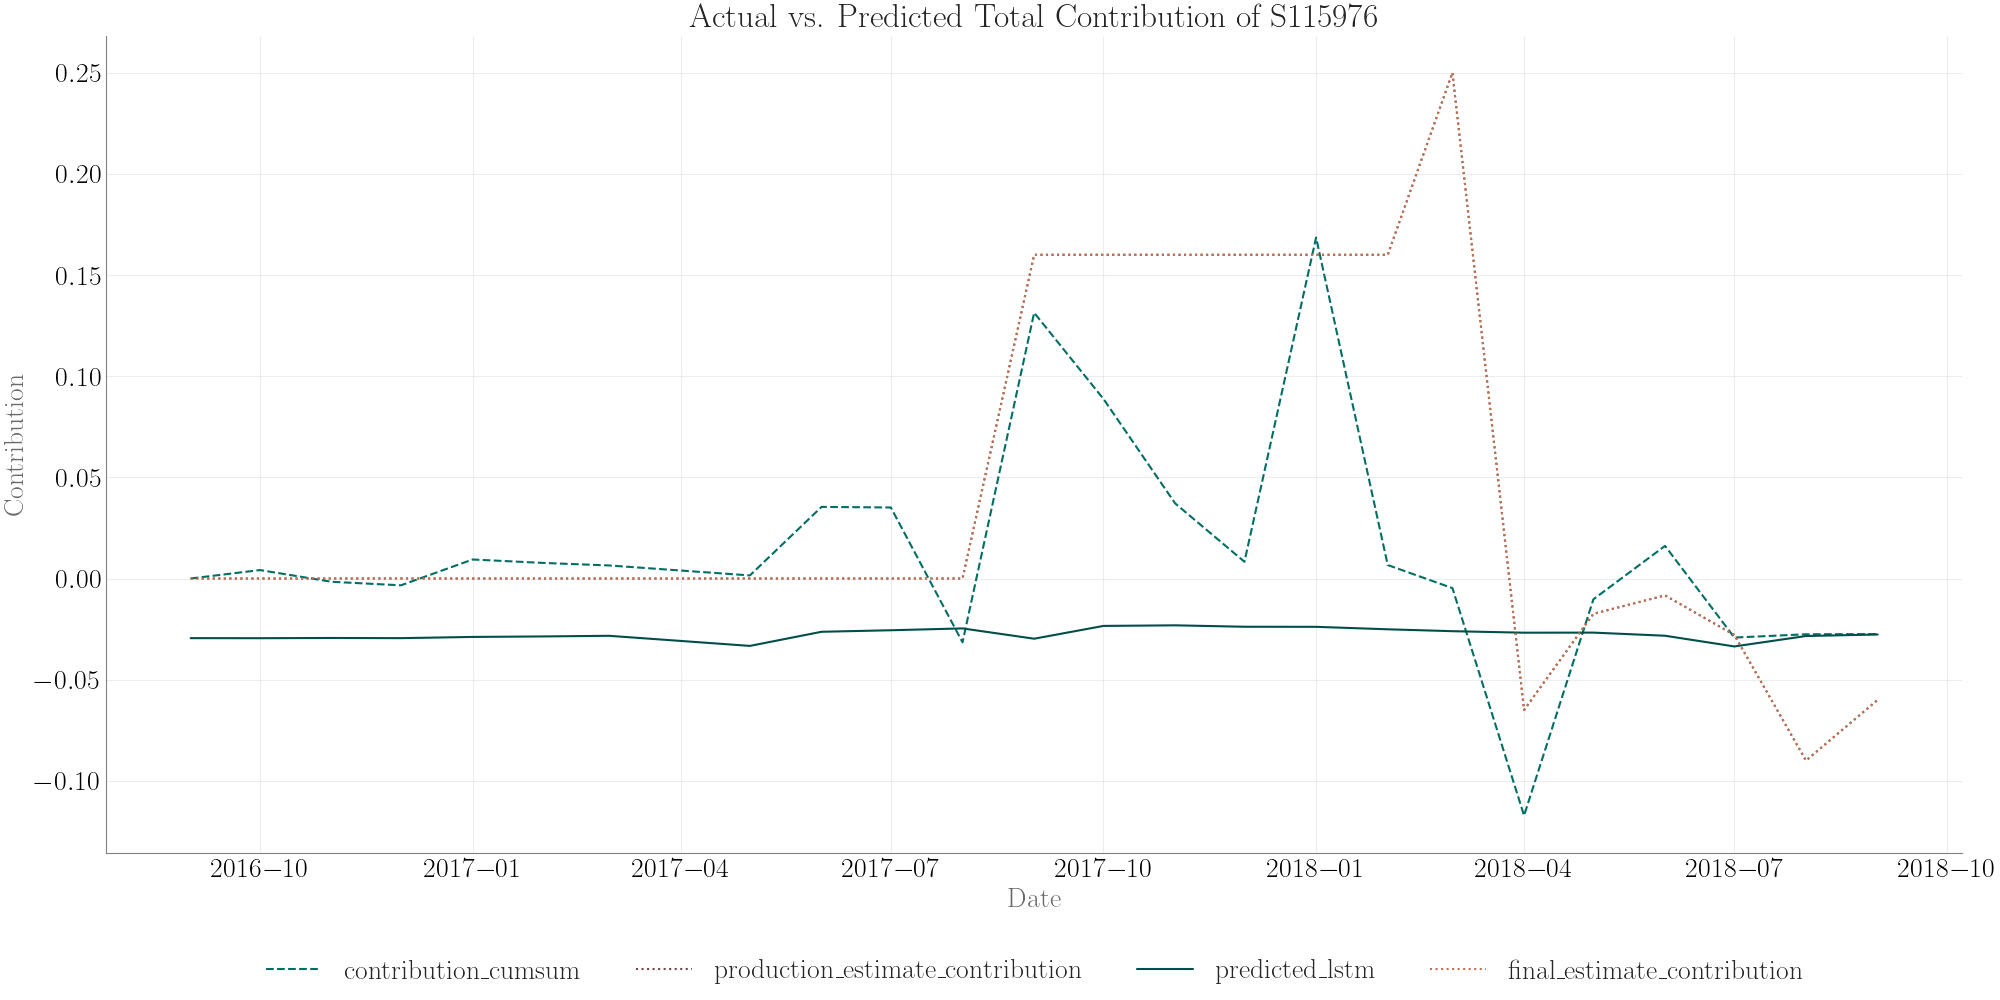 Actual vs. Predicted Total Contribution of S115976
0.25
0.20
0.15
0.10
0.05
0.00
−0.05
−0.10
Contribution
2016−10 2017−01 2017−04 2017−07 2017−10 2018−01 2018−04 2018−07 2018−10
Date
contribution_cumsum production_estimate_contribution predicted_lstm final_estimate_contribution